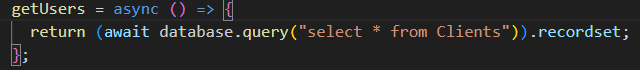 getUsers = async () => {
  return (await database.query("select * from Clients")).recordset;
};